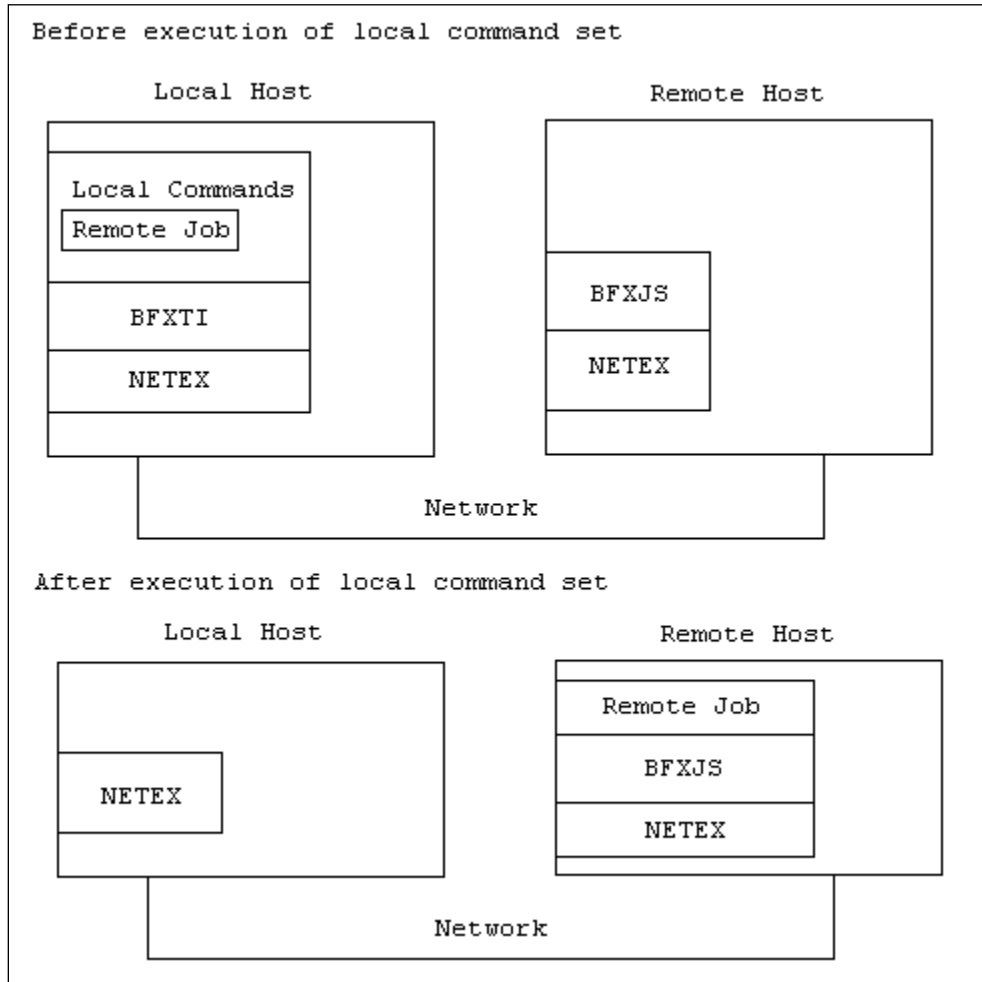 Before execution of local command set
Local Host
Remote Host
Local Commands
Remote Job
BFXTI
NETEX
BFXJS
NETEX
Network
After execution of local command set
Local Host
Remote Host
NETEX
Remote Job
BFXJS
NETEX
Network